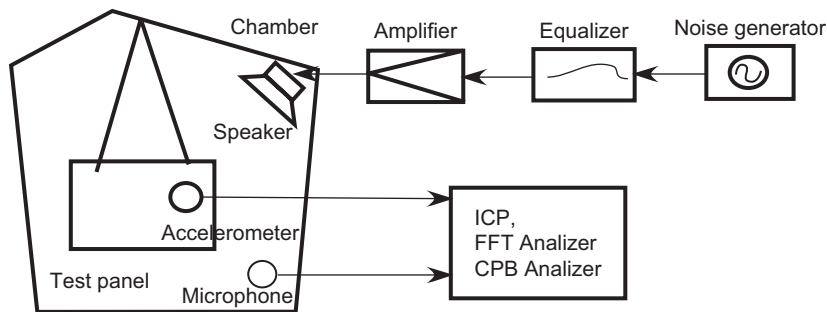 Chamber
Amplifier
Equalizer
Noise generator
Speaker
Accelerometer
ICP,
FFT Analizer
CPB Analizer
Test panel
Microphone